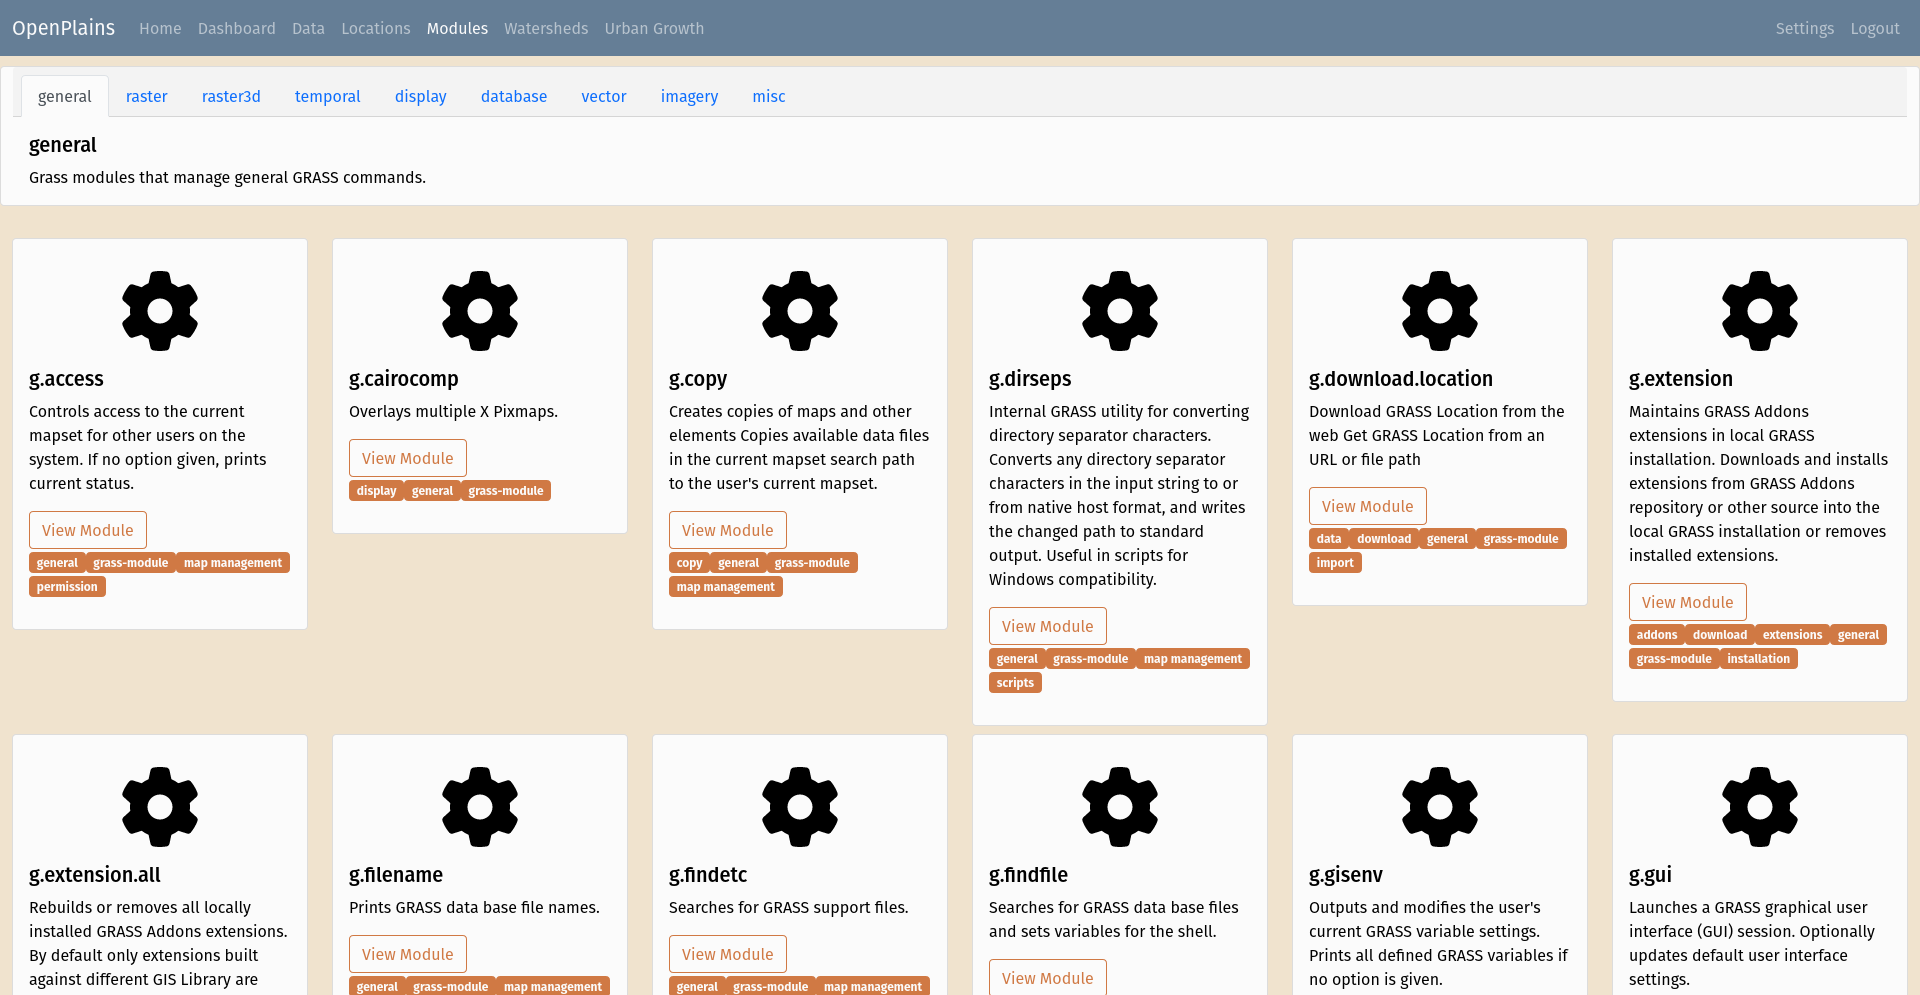 OpenPlains Home Dashboard Data Locations Modules Watersheds Urban Growth Settings Logout
general raster raster3d temporal display database vector imagery misc
general
Grass modules that manage general GRASS commands.
g.access
Controls access to the current
mapset for other users on the
system. If no option given, prints
current status.
View Module
general grass-module map management
permission
g.cairocomp
Overlays multiple X Pixmaps.
View Module
display general grass-module
g.copy
Creates copies of maps and other
elements Copies available data files
in the current mapset search path
to the user's current mapset.
View Module
copy general grass-module
map management
g.dirseps
Internal GRASS utility for converting
directory separator characters.
Converts any directory separator
characters in the input string to or
from native host format, and writes
the changed path to standard
output. Useful in scripts for
Windows compatibility.
View Module
general grass-module map management
scripts
g.download.location
Download GRASS Location from the
web Get GRASS Location from an
URL or file path
View Module
data download general grass-module
import
g.extension
Maintains GRASS Addons
extensions in local GRASS
installation. Downloads and installs
extensions from GRASS Addons
repository or other source into the
local GRASS installation or removes
installed extensions.
View Module
addons download extensions general
grass-module installation
g.extension.all
Rebuilds or removes all locally
installed GRASS Addons extensions.
By default only extensions built
against different GIS Library are
g.filename
Prints GRASS data base file names.
View Module
general grass-module map management
g.findetc
Searches for GRASS support files.
View Module
general grass-module map management
g.findfile
Searches for GRASS data base files
and sets variables for the shell.
View Module
g.gisenv
Outputs and modifies the user's
current GRASS variable settings.
Prints all defined GRASS variables if
no option is given.
g.gui
Launches a GRASS graphical user
interface (GUI) session. Optionally
updates default user interface
settings.